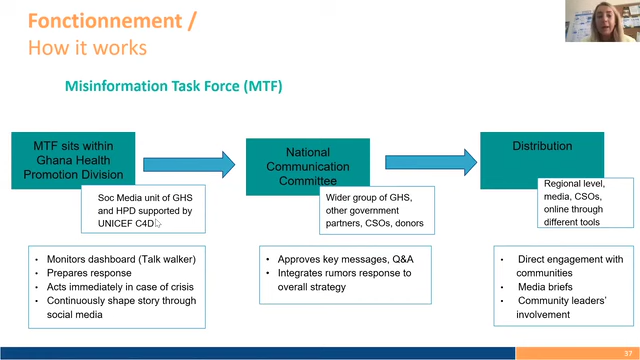 Fonctionnement /
How it works
Misinformation Task Force (MTF)
MTF sits within
Ghana Health
Promotion Division
Soc Media unit of GHS
and HPD supported by
UNICEF C4D
• Monitors dashboard (Talk walker)
• Prepares response
• Acts immediately in case of crisis
• Continuously shape story through
social media
National
Communication
Committee
Wider group of GHS,
other government
partners, CSOs, donors
• Approves key messages, Q&A
• Integrates rumors response to
overall strategy
Distribution
Regional level,
media, CSOs,
online through
different tools
• Direct engagement with
communities
• Media briefs
• Community leaders'
involvement
37